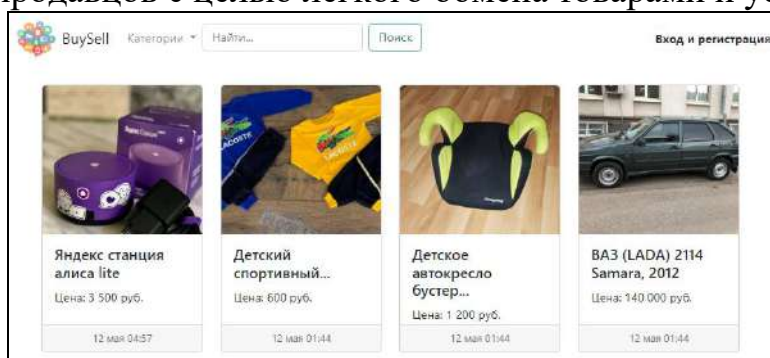 продавцов с целью легкого обмена товарами и ус
BuySell Категории Найти... Поиск Вход и регистрация
LACOSTE
LACOSTE
Яндекс станция
алиса lite
Цена: 3 500 руб.
12 мая 04:57
Детский
спортивный...
Цена: 600 руб.
12 мая 01:44
Детское
автокресло
бустер...
Цена: 1 200 руб.
12 мая 01:44
ВАЗ (LADA) 2114
Samara, 2012
Цена: 140 000 руб.
12 мая 01:44